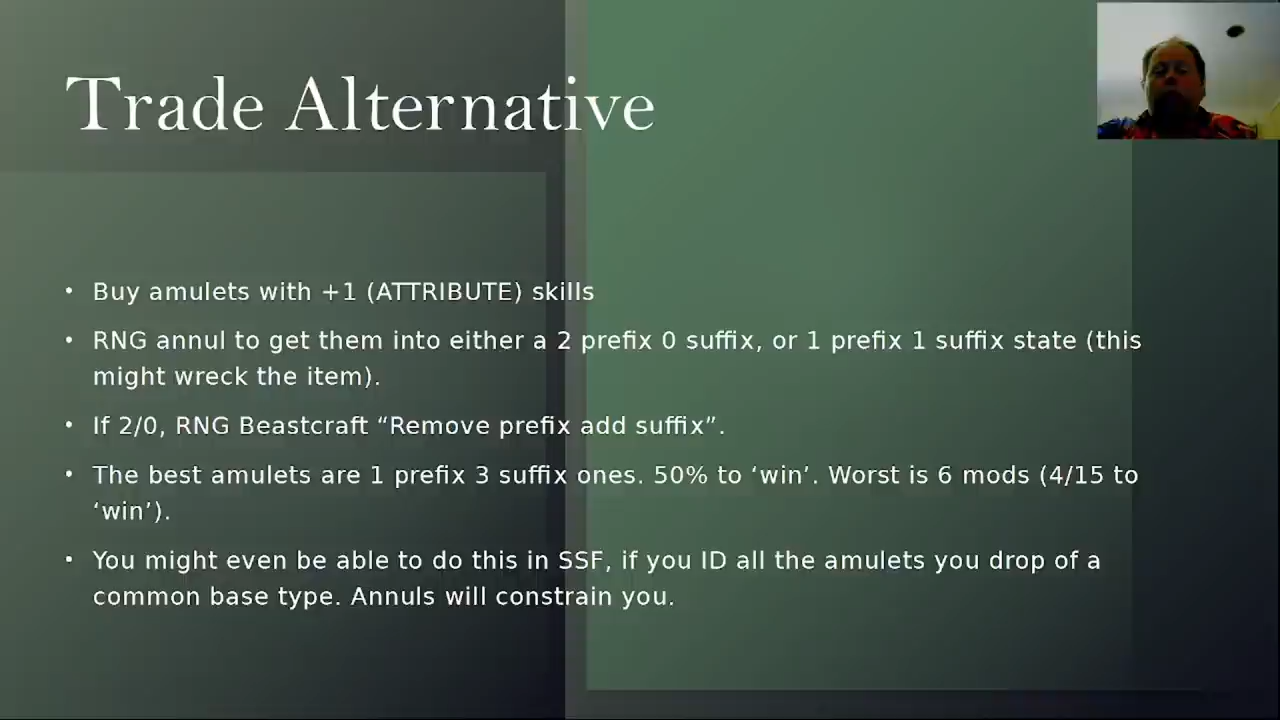 Trade Alternative
• Buy amulets with +1 (ATTRIBUTE) skills
• RNG annul to get them into either a 2 prefix 0 suffix, or 1 prefix 1 suffix state (this
might wreck the item).
• If 2/0, RNG Beastcraft “Remove prefix add suffix”.
• The best amulets are 1 prefix 3 suffix ones. 50% to ‘win’. Worst is 6 mods (4/15 to
‘win’).
• You might even be able to do this in SSF, if you ID all the amulets you drop of a
common base type. Annuls will constrain you.